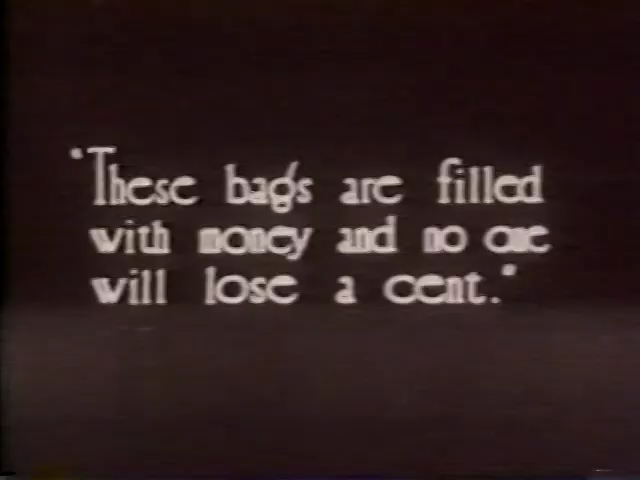 "These bags are filled
with money and no one
will lose a cent.."